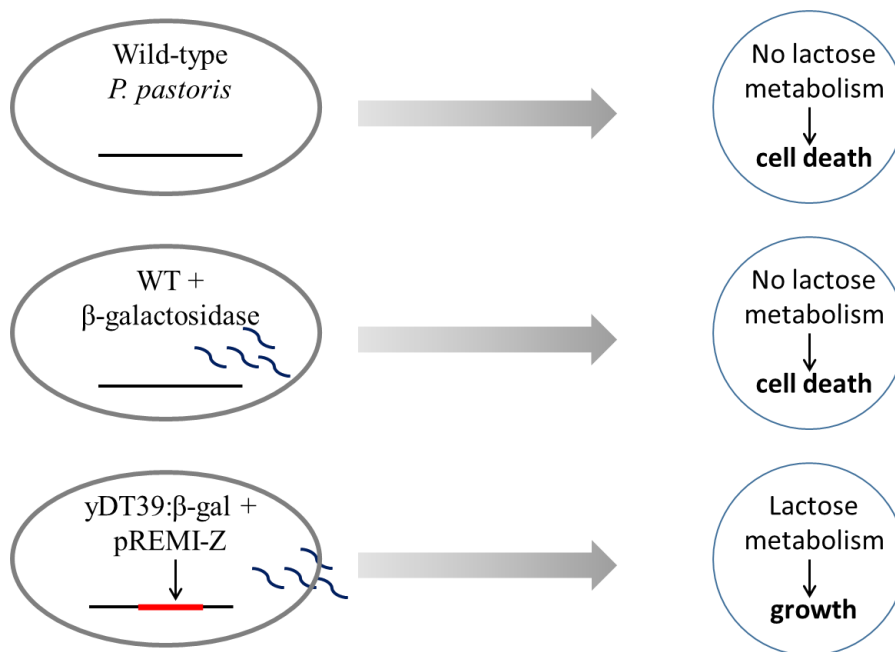 Wild-type
P. pastoris
No lactose
metabolism
cell death
WT +
β-galactosidase
No lactose
metabolism
cell death
yDT39:β-gal +
pREMI-Z
Lactose
metabolism
growth